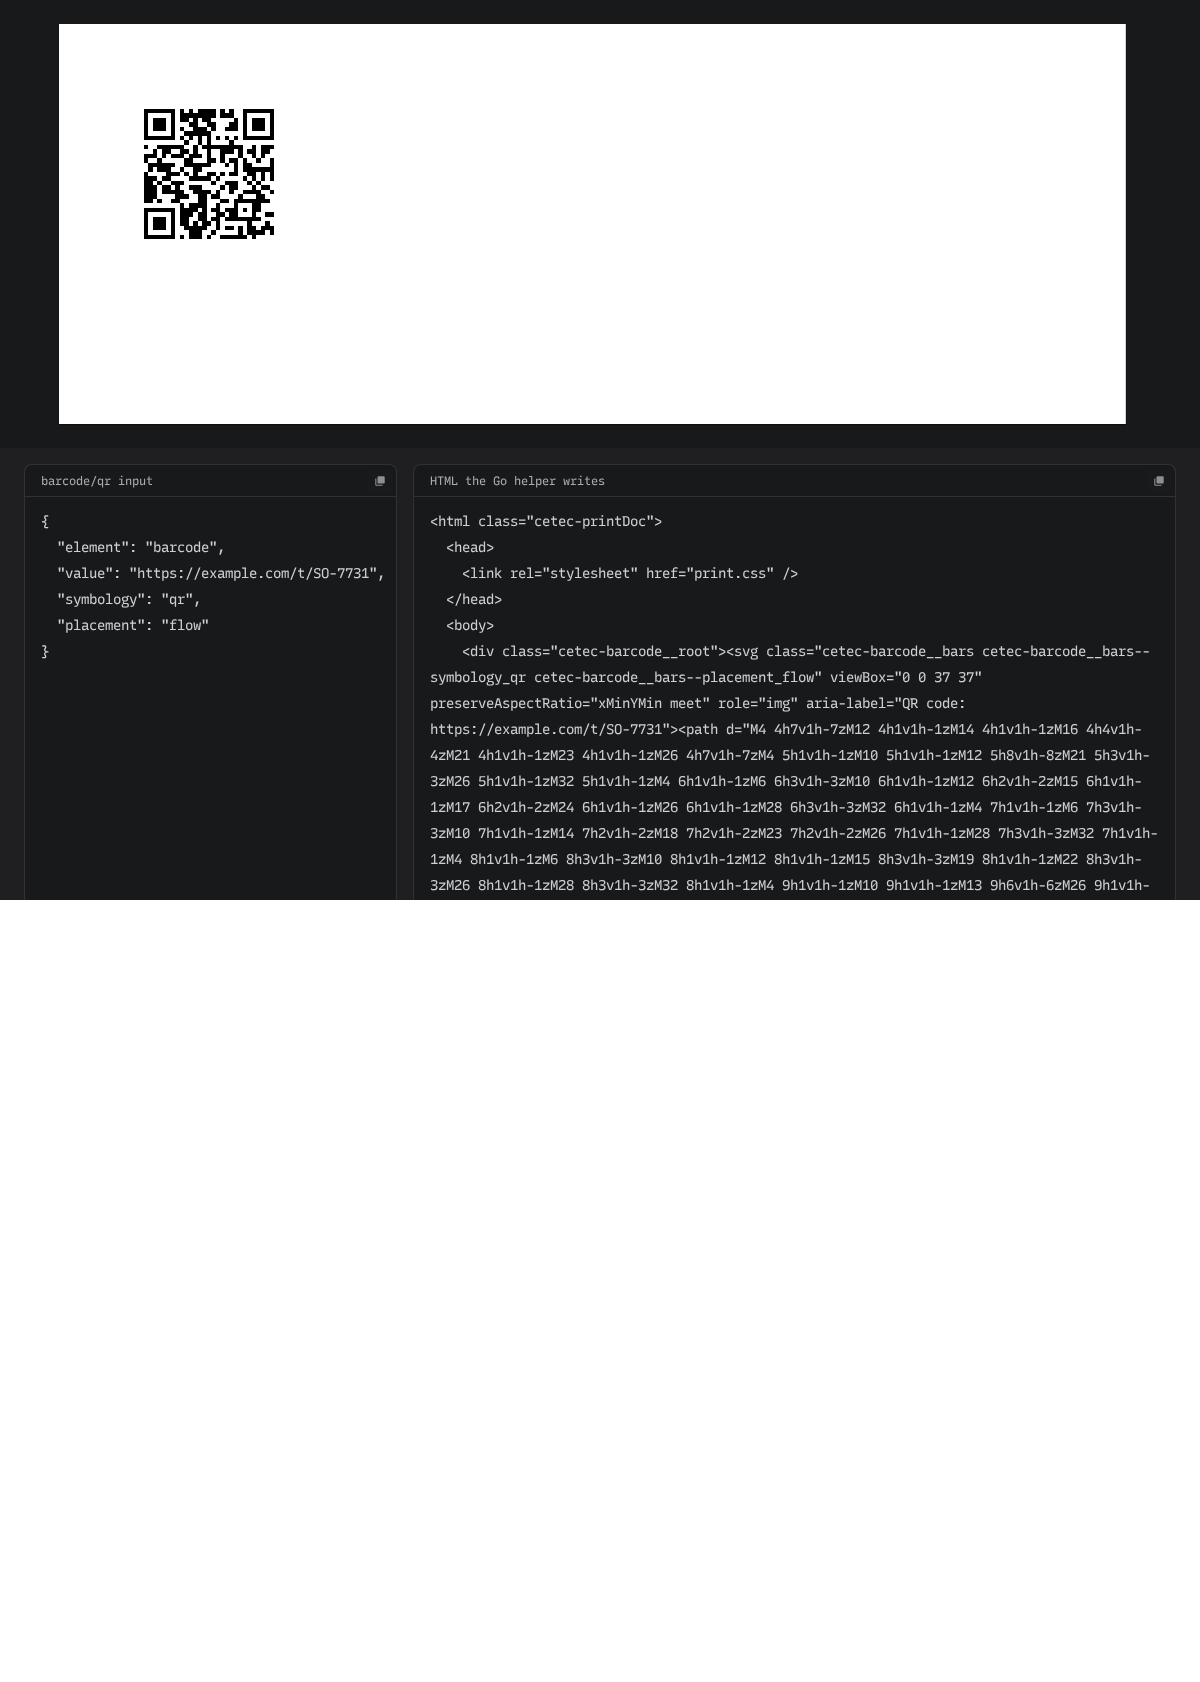 barcode/qr input
{
  "element": "barcode",
  "value": "https://example.com/t/SO-7731",
  "symbology": "qr",
  "placement": "flow"
}
HTML the Go helper writes
<html class="cetec-printDoc">
  <head>
    <link rel="stylesheet" href="print.css" />
  </head>
  <body>
    <div class="cetec-barcode__root"><svg class="cetec-barcode__bars cetec-barcode__bars--
symbology_qr cetec-barcode__bars--placement_flow" viewBox="0 0 37 37"
preserveAspectRatio="xMinYMin meet" role="img" aria-label="QR code:
https://example.com/t/SO-7731"><path d="M4 4h7v1h-7zM12 4h1v1h-1zM14 4h1v1h-1zM16 4h4v1h-
4zM21 4h1v1h-1zM23 4h1v1h-1zM26 4h7v1h-7zM4 5h1v1h-1zM10 5h1v1h-1zM12 5h8v1h-8zM21 5h3v1h-
3zM26 5h1v1h-1zM32 5h1v1h-1zM4 6h1v1h-1zM6 6h3v1h-3zM10 6h1v1h-1zM12 6h2v1h-2zM15 6h1v1h-
1zM17 6h2v1h-2zM24 6h1v1h-1zM26 6h1v1h-1zM28 6h3v1h-3zM32 6h1v1h-1zM4 7h1v1h-1zM6 7h3v1h-
3zM10 7h1v1h-1zM14 7h2v1h-2zM18 7h2v1h-2zM23 7h2v1h-2zM26 7h1v1h-1zM28 7h3v1h-3zM32 7h1v1h-
1zM4 8h1v1h-1zM6 8h3v1h-3zM10 8h1v1h-1zM12 8h1v1h-1zM15 8h3v1h-3zM19 8h1v1h-1zM22 8h3v1h-
3zM26 8h1v1h-1zM28 8h3v1h-3zM32 8h1v1h-1zM4 9h1v1h-1zM10 9h1v1h-1zM13 9h6v1h-6zM26 9h1v1h-